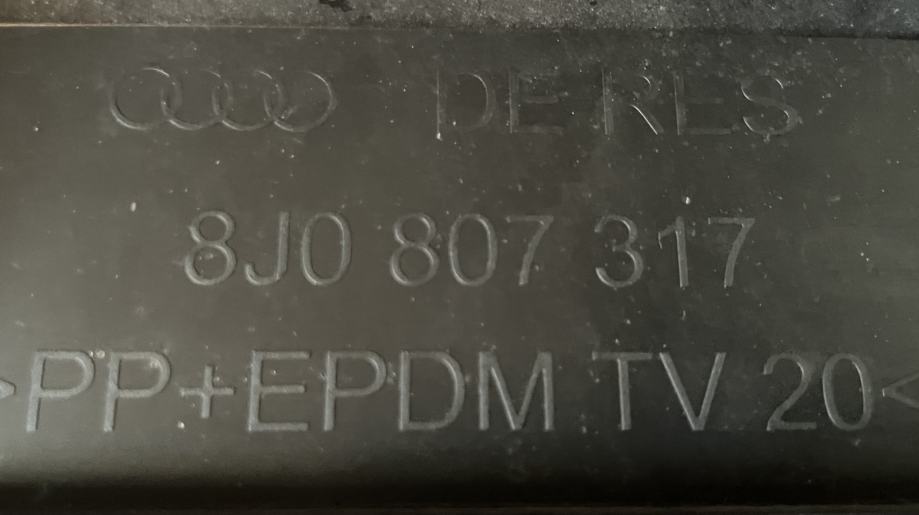 DE RES
8J0 807 317
>PP+EPDM TV 20<